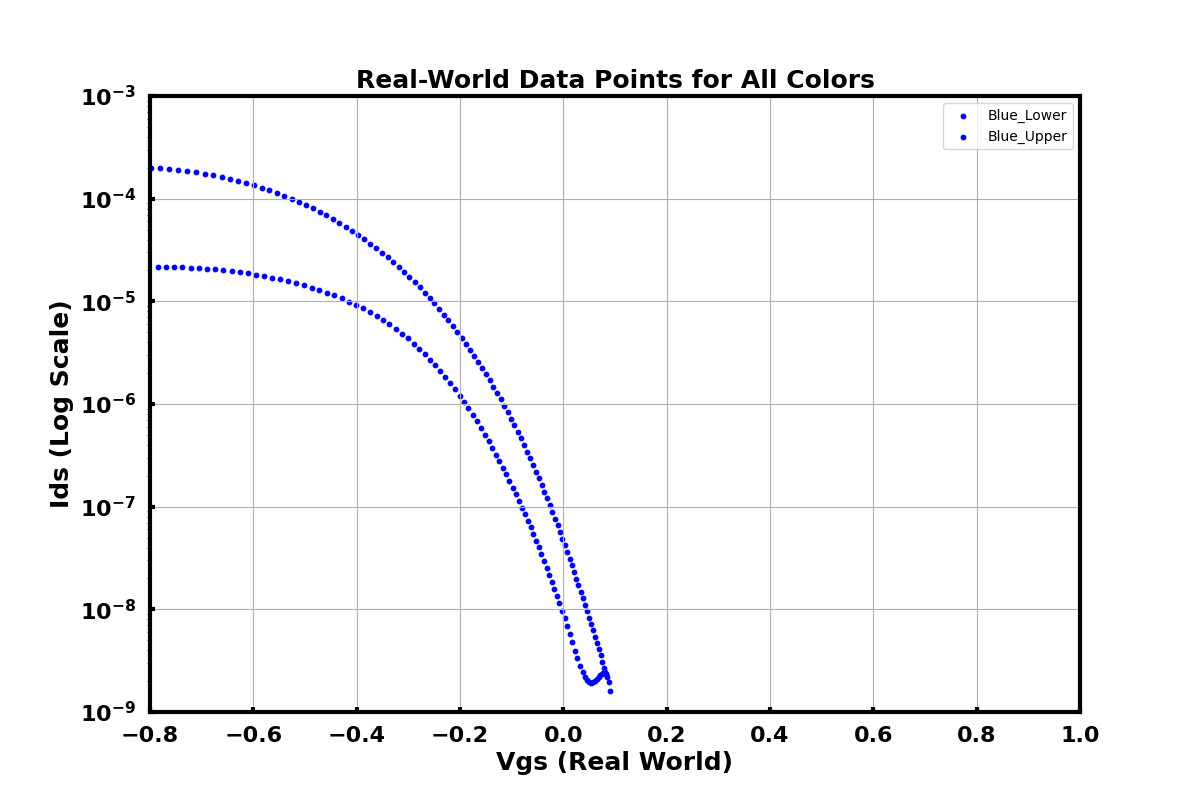 Real-World Data Points for All Colors
Blue_Lower
Blue_Upper
Ids (Log Scale)
10⁻³
10⁻⁴
10⁻⁵
10⁻⁶
10⁻⁷
10⁻⁸
10⁻⁹
−0.8 −0.6 −0.4 −0.2 0.0 0.2 0.4 0.6 0.8 1.0
Vgs (Real World)